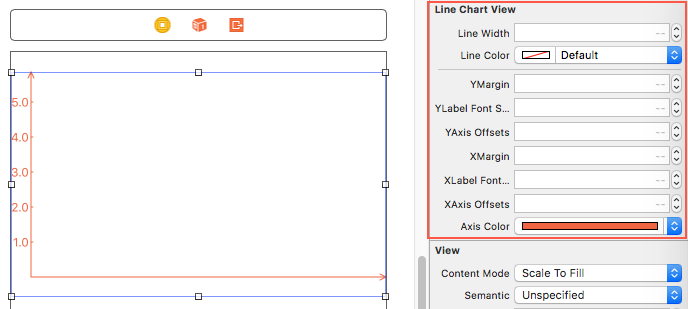 5.0
4.0
3.0
2.0
1.0
Line Chart View
Line Width --
Line Color Default
YMargin --
YLabel Font S... --
YAxis Offsets --
XMargin --
XLabel Font... --
XAxis Offsets --
Axis Color
View
Content Mode Scale To Fill
Semantic Unspecified